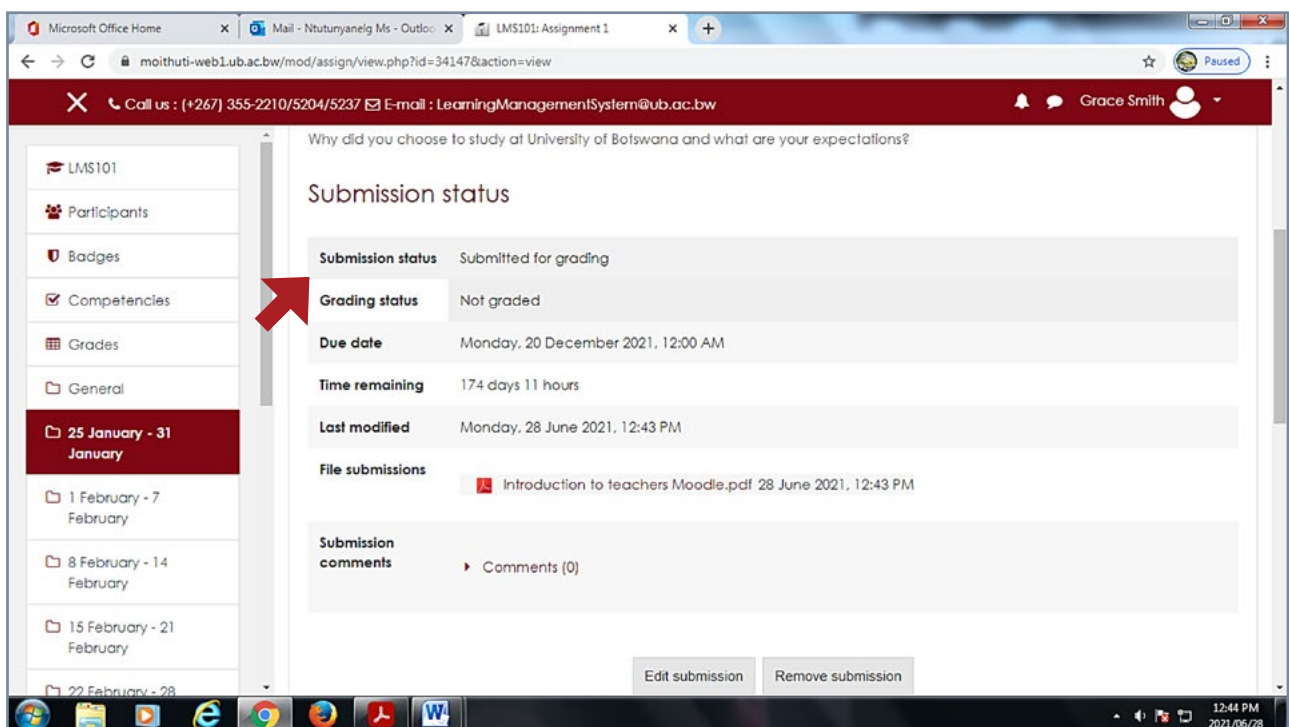 Microsoft Office Home
Mail - Ntutunyanelg Ms - Outloo
LMS101: Assignment 1
moithuti-web1.ub.ac.bw/mod/assign/view.php?id=34147&action=view
Paused
Call us : (+267) 355-2210/5204/5237 E-mail : LearningManagementSystem@ub.ac.bw
Grace Smith
LMS101
Participants
Badges
Competencies
Grades
General
25 January - 31
January
1 February - 7
February
8 February - 14
February
15 February - 21
February
22 February - 28
Why did you choose to study at University of Botswana and what are your expectations?
Submission status
Submission status Submitted for grading
Grading status Not graded
Due date Monday, 20 December 2021, 12:00 AM
Time remaining 174 days 11 hours
Last modified Monday, 28 June 2021, 12:43 PM
File submissions
Introduction to teachers Moodle.pdf 28 June 2021, 12:43 PM
Submission
comments
Comments (0)
Edit submission Remove submission
12:44 PM
2021/06/28